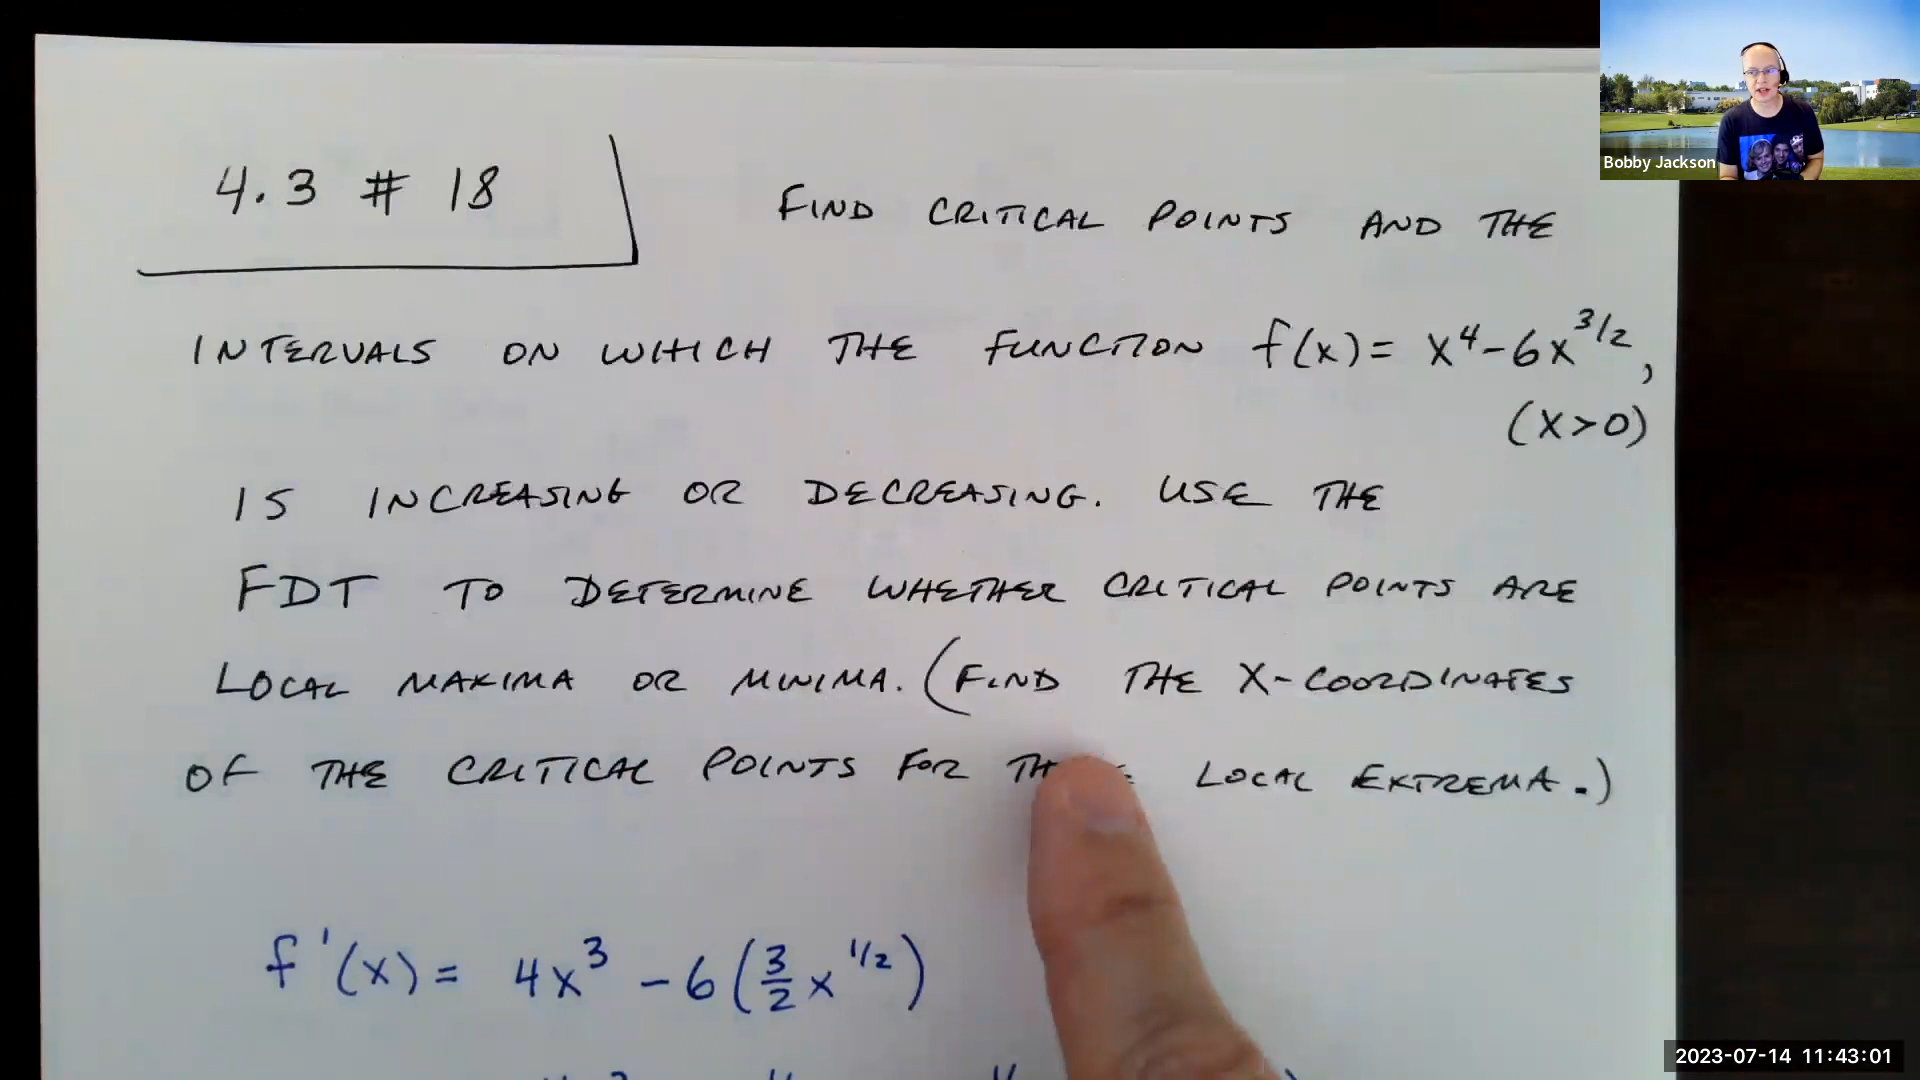 4.3 # 18
FIND CRITICAL POINTS AND THE
INTERVALS ON WHICH THE FUNCTION f(x) = x^4 - 6x^{3/2},
(x>0)
IS INCREASING OR DECREASING. USE THE
FDT TO DETERMINE WHETHER CRITICAL POINTS ARE
LOCAL MAXIMA OR MINIMA. (FIND THE X-COORDINATES
OF THE CRITICAL POINTS FOR LOCAL EXTREMA.)
f'(x) = 4x^3 - 6(3/2 x^{1/2})
Bobby Jackson
2023-07-14 11:43:01